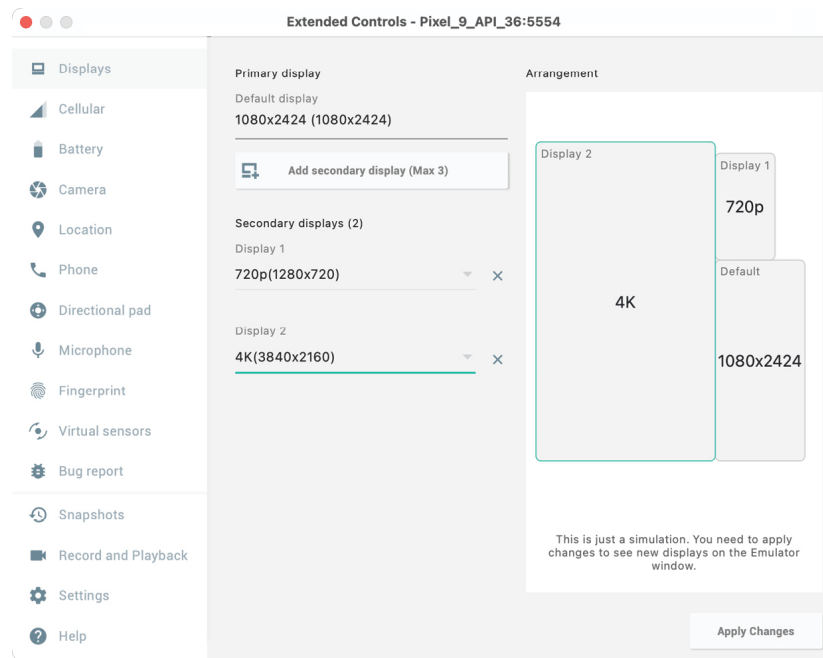 Extended Controls - Pixel_9_API_36:5554
Displays
Cellular
Battery
Camera
Location
Phone
Directional pad
Microphone
Fingerprint
Virtual sensors
Bug report
Snapshots
Record and Playback
Settings
Help
Primary display
Default display
1080x2424 (1080x2424)
Add secondary display (Max 3)
Secondary displays (2)
Display 1
720p(1280x720)
Display 2
4K(3840x2160)
Arrangement
Display 2
4K
Display 1
720p
Default
1080x2424
This is just a simulation. You need to apply
changes to see new displays on the Emulator
window.
Apply Changes